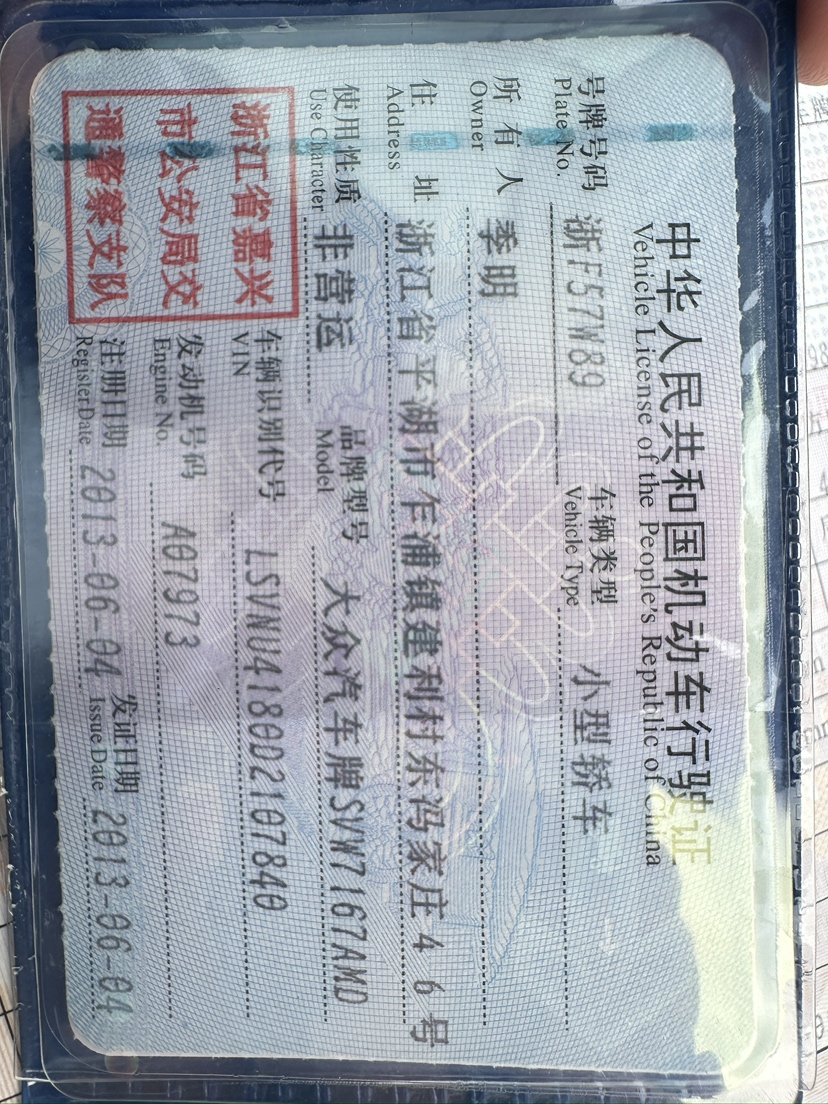 中华人民共和国机动车行驶证
Vehicle License of the People's Republic of China
号牌号码 浙F57W89 车辆类型 小型轿车
Plate No. Vehicle Type
所有人 季明
Owner
住址 浙江省平湖市乍浦镇建利村东冯家庄46号
Address
使用性质 非营运 品牌型号 大众汽车牌SVW7167AMD
Use Character Model
浙江省嘉兴
市公安局交
通警察支队
车辆识别代号 LSVNU4180D2107840
VIN
发动机号码 A07973
Engine No.
注册日期 2013-06-04 发证日期 2013-06-04
Register Date Issue Date